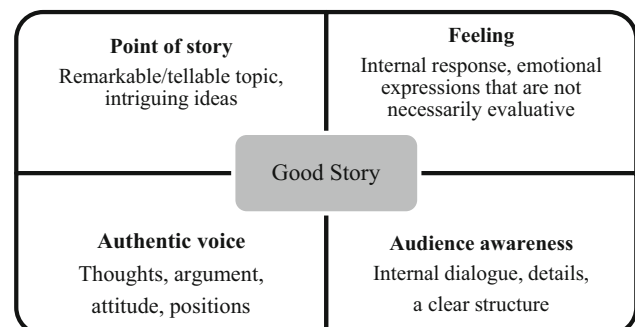 Point of story
Remarkable/tellable topic,
intriguing ideas
Feeling
Internal response, emotional
expressions that are not
necessarily evaluative
Good Story
Authentic voice
Thoughts, argument,
attitude, positions
Audience awareness
Internal dialogue, details,
a clear structure